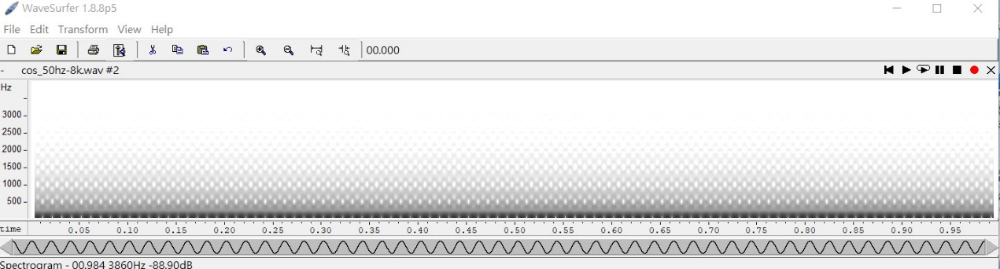 WaveSurfer 1.8.8p5
File Edit Transform View Help
00.000
- cos_50hz-8k.wav #2
Hz
3000
2500
2000
1500
1000
500
time 0.05 0.10 0.15 0.20 0.25 0.30 0.35 0.40 0.45 0.50 0.55 0.60 0.65 0.70 0.75 0.80 0.85 0.90 0.95
Spectrogram - 00.984 3860Hz -88.90dB